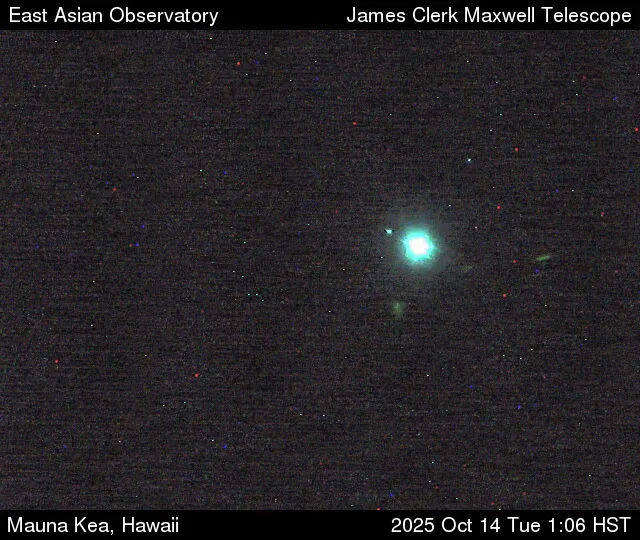 East Asian Observatory
James Clerk Maxwell Telescope
Mauna Kea, Hawaii
2025 Oct 14 Tue 1:06 HST